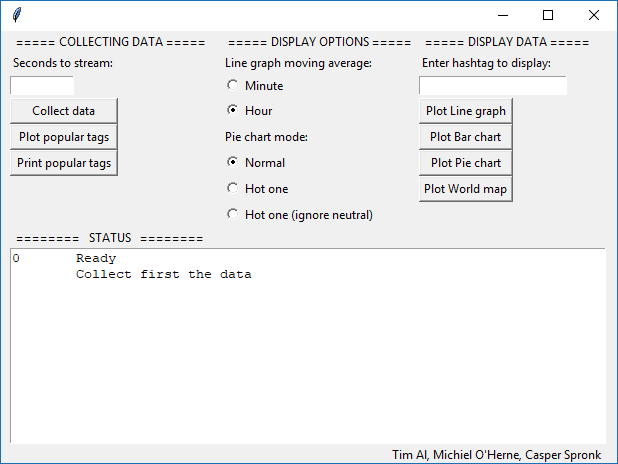 ===== COLLECTING DATA =====
Seconds to stream:
Collect data
Plot popular tags
Print popular tags
===== DISPLAY OPTIONS =====
Line graph moving average:
Minute
Hour
Pie chart mode:
Normal
Hot one
Hot one (ignore neutral)
===== DISPLAY DATA =====
Enter hashtag to display:
Plot Line graph
Plot Bar chart
Plot Pie chart
Plot World map
======== STATUS ========
0 Ready
Collect first the data
Tim Al, Michiel O'Herne, Casper Spronk